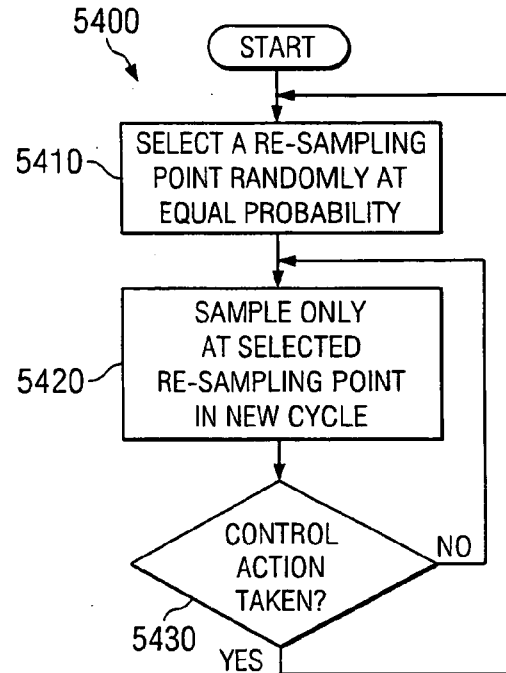 5400
START
5410
SELECT A RE-SAMPLING
POINT RANDOMLY AT
EQUAL PROBABILITY
5420
SAMPLE ONLY
AT SELECTED
RE-SAMPLING POINT
IN NEW CYCLE
CONTROL
ACTION
TAKEN?
NO
5430
YES